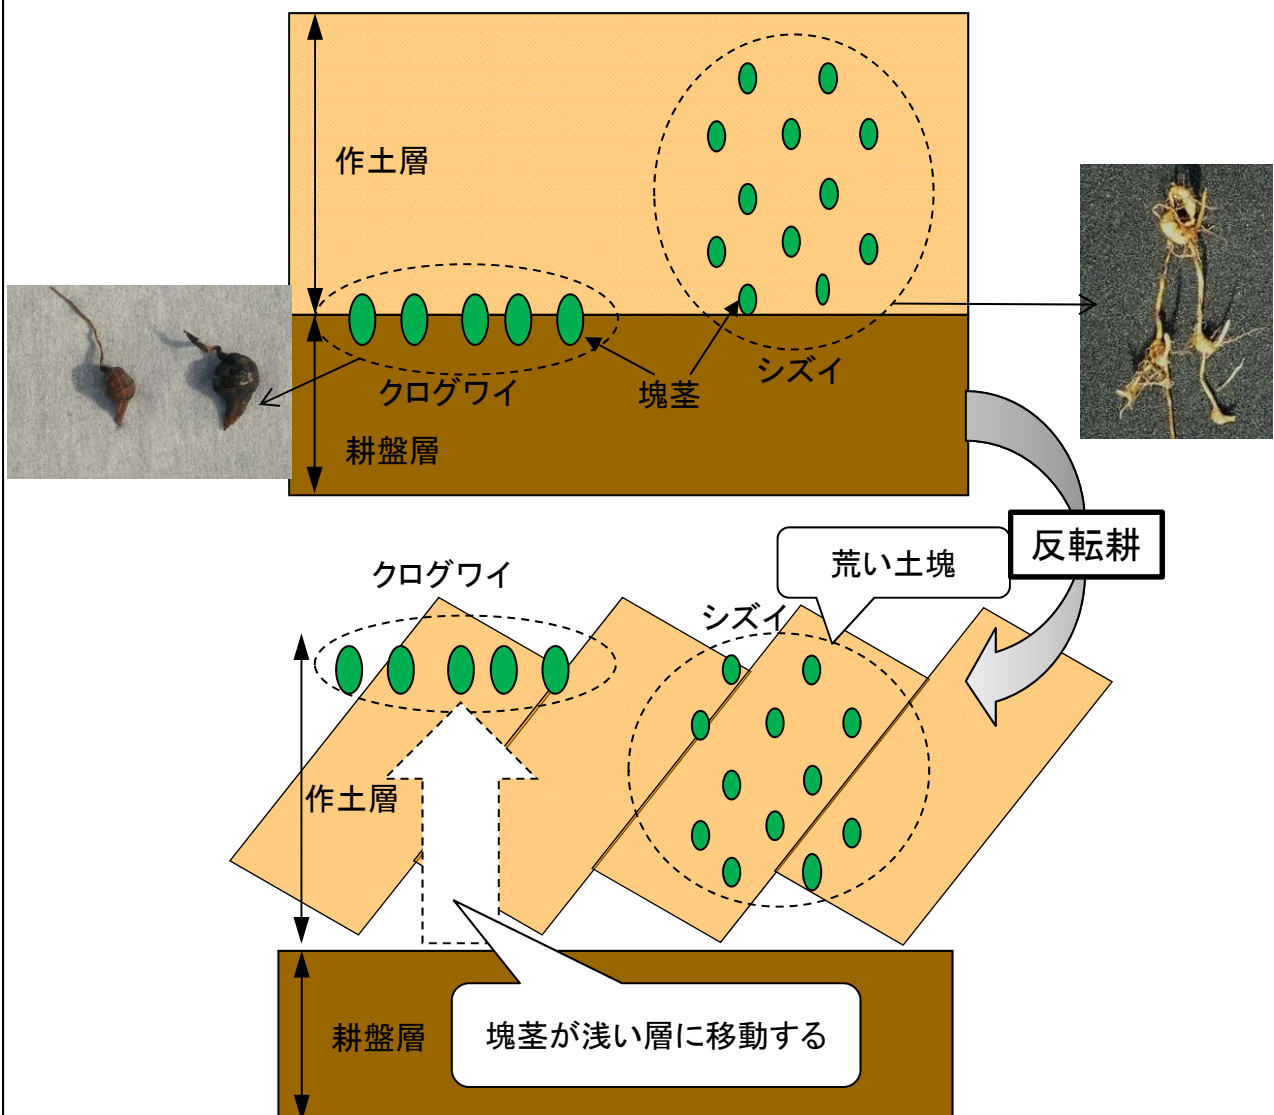 作土層
クログワイ
塊茎
シズイ
耕盤層
反転耕
荒い土塊
クログワイ
シズイ
作土層
耕盤層
塊茎が浅い層に移動する